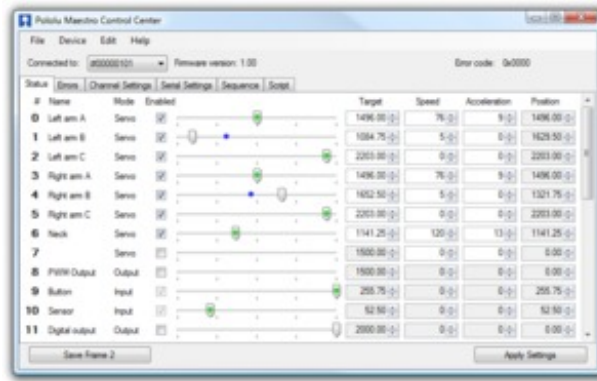 Pololu Maestro Control Center
File Device Edit Help
Connected to: #00000101 Firmware version: 1.00 Error code: 0x0000
Status Errors Channel Settings Serial Settings Sequence Script
# Name Mode Enabled Target Speed Acceleration Position
0 Left arm A Servo 1496.00 76 9 1496.00
1 Left arm B Servo 1084.75 5 0 1629.50
2 Left arm C Servo 2203.00 0 0 2203.00
3 Right arm A Servo 1496.00 76 9 1496.00
4 Right arm B Servo 1652.50 5 0 1321.75
5 Right arm C Servo 2203.00 0 0 2203.00
6 Neck Servo 1141.25 120 13 1141.25
7 Servo 1500.00 0 0 0.00
8 PWM Output Output 1500.00 0 0 0.00
9 Button Input 255.75 0 0 255.75
10 Sensor Input 52.50 0 0 52.50
11 Digital output Output 2000.00 0 0 0.00
Save Frame 2 Apply Settings